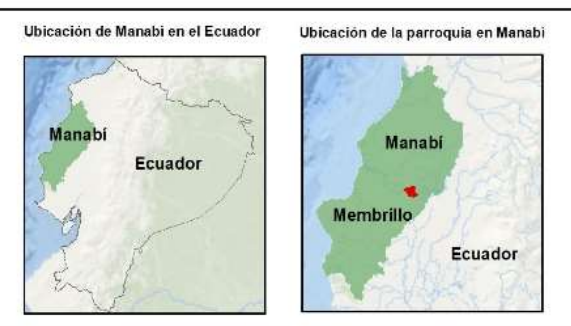 Ubicación de Manabi en el Ecuador
Ubicación de la parroquia en Manabi
Manabí
Ecuador
Manabí
Membrillo
Ecuador